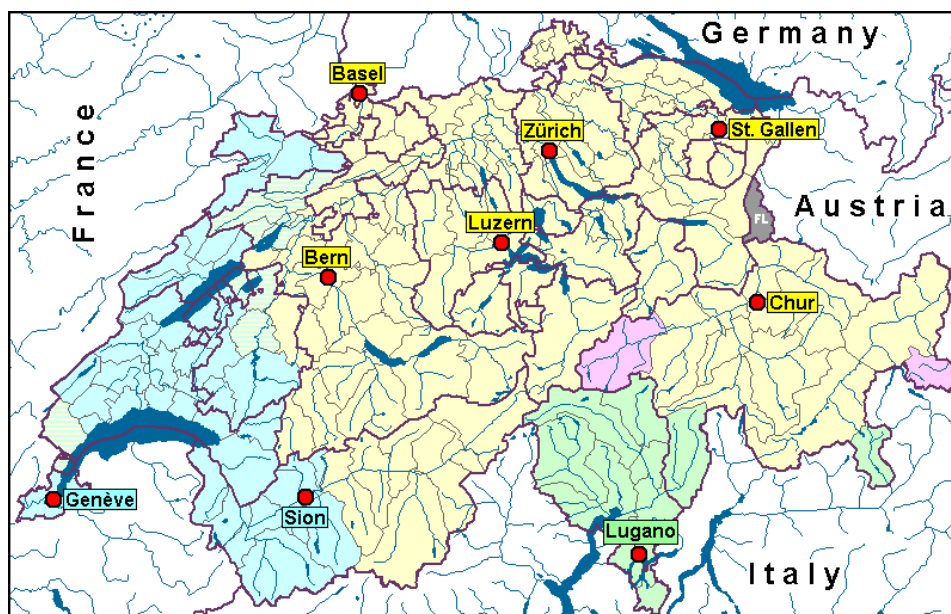 Germany
Basel
Zürich
St. Gallen
France
FL
Austria
Luzern
Bern
Chur
Genève
Sion
Lugano
Italy